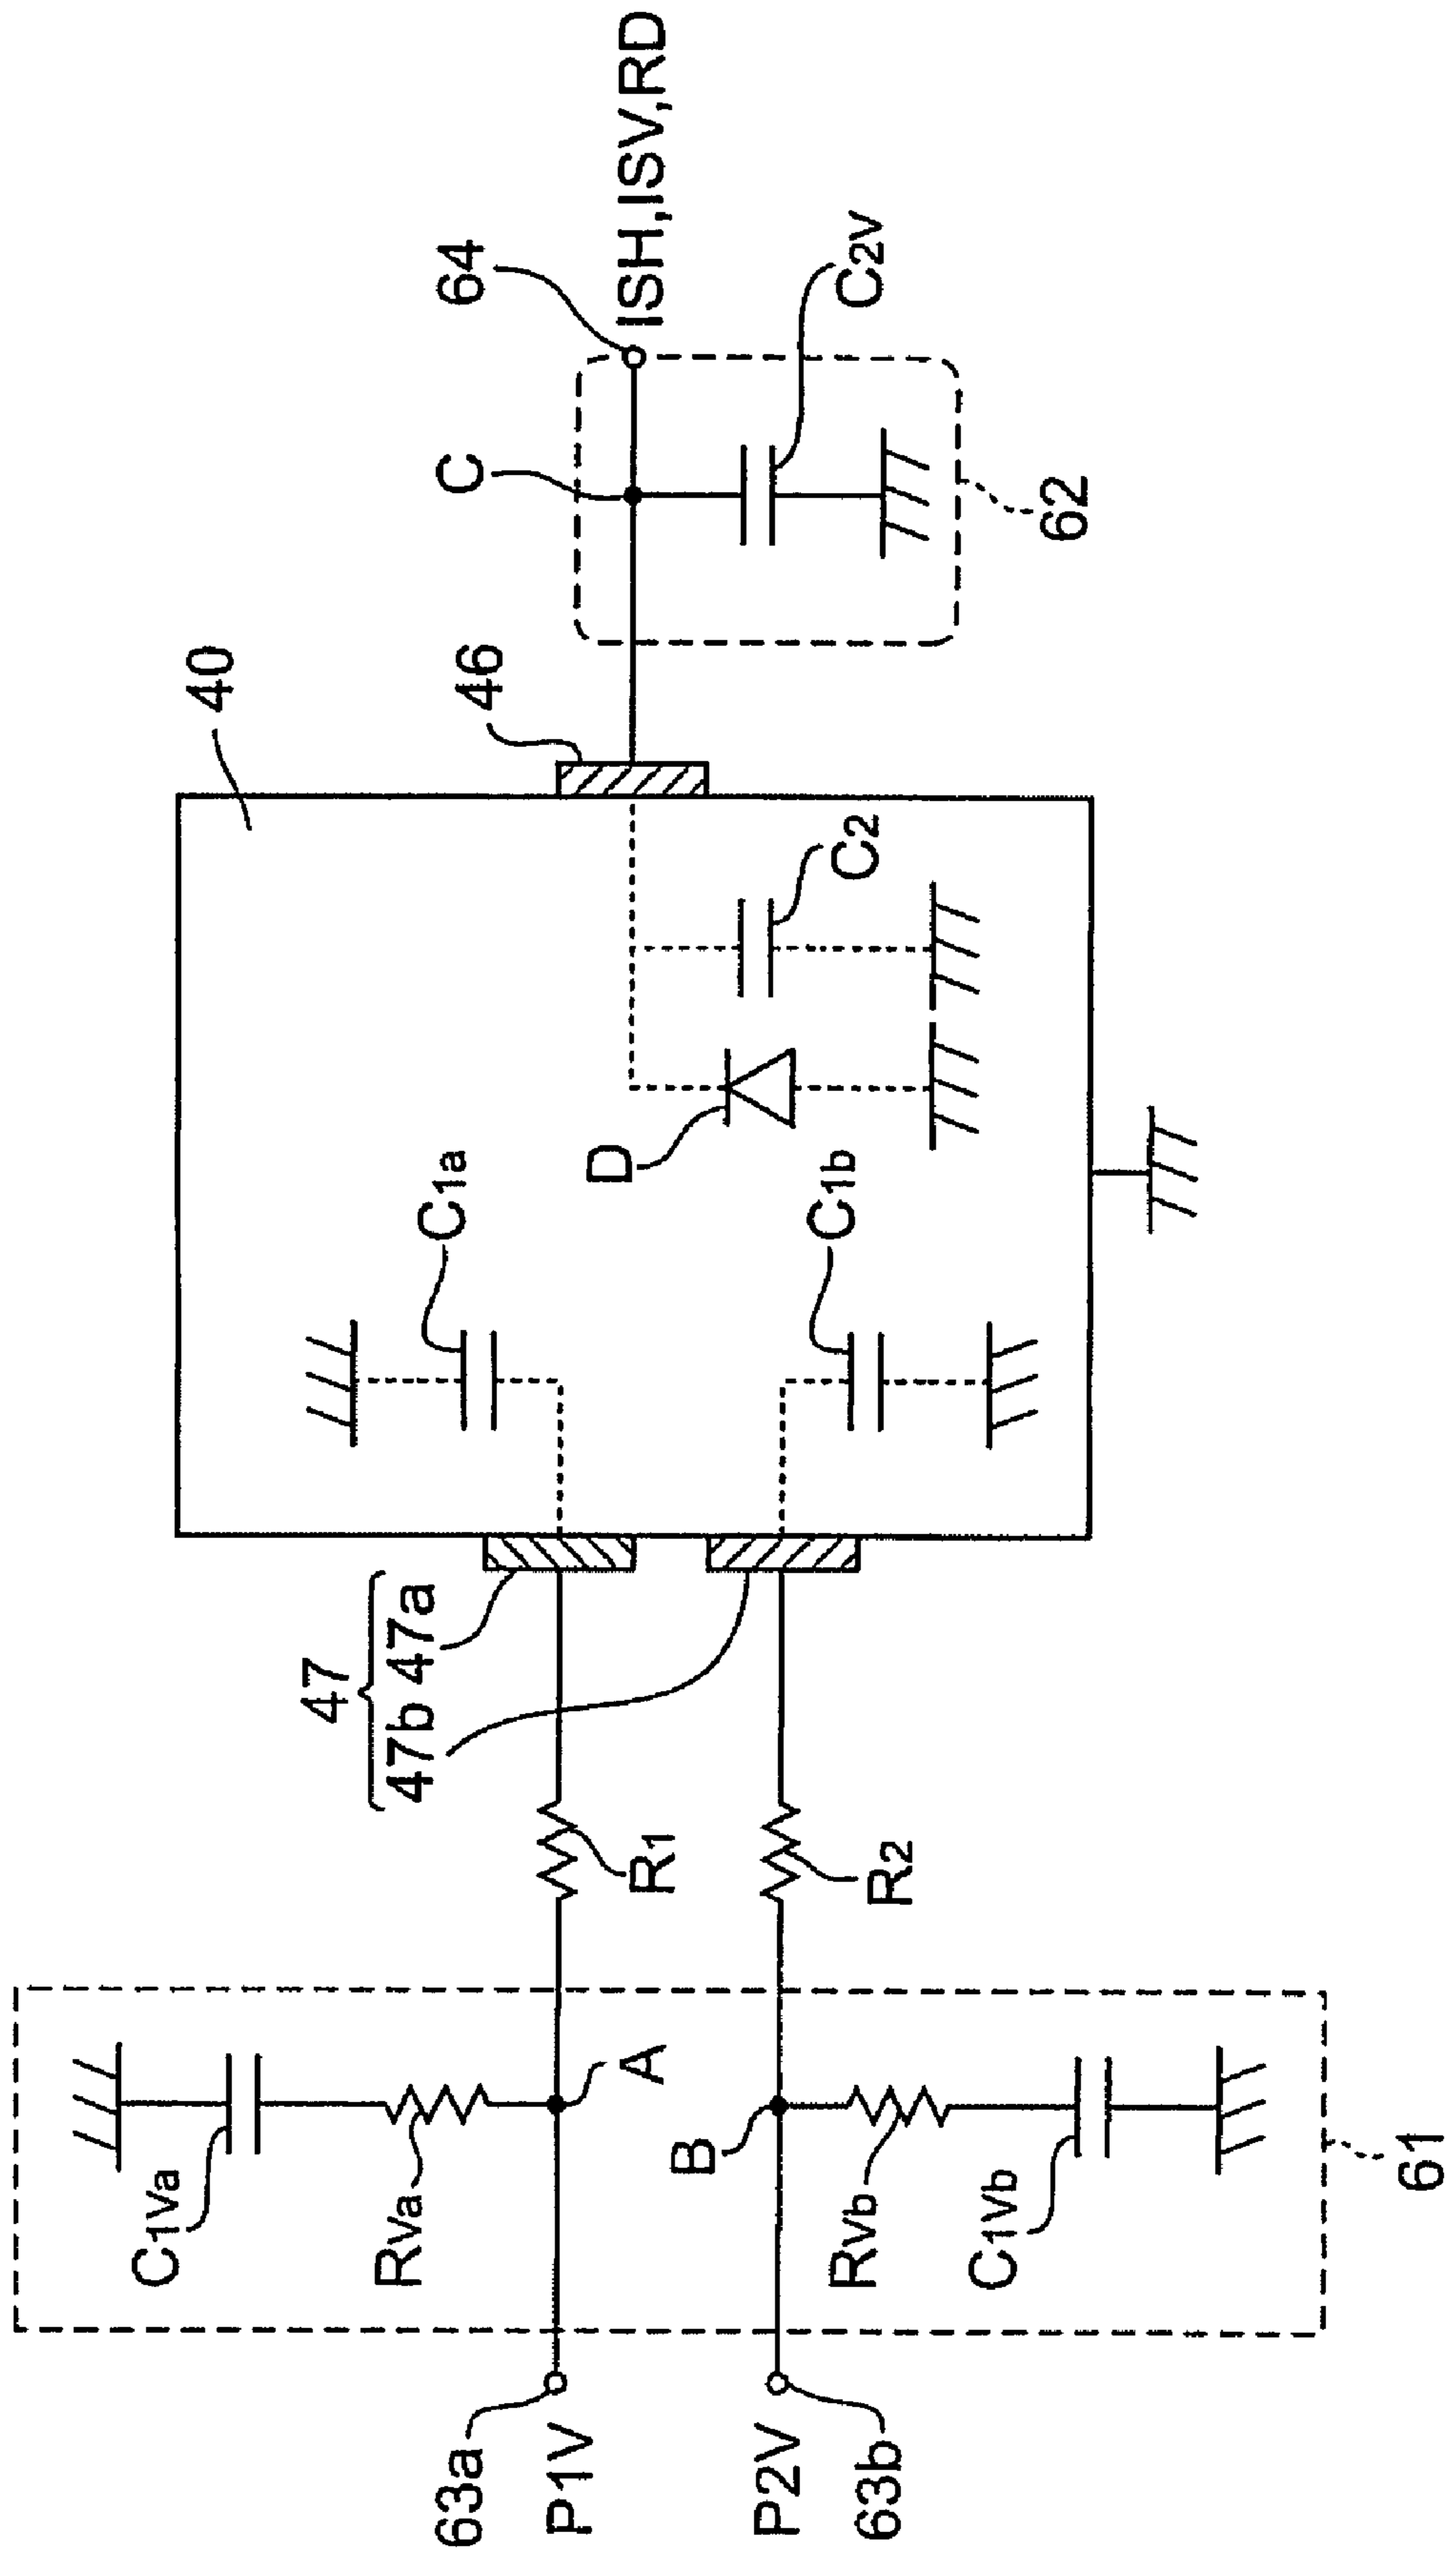 40
64
C
46
ISH,ISV,RD
C2V
62
C1a
D
C2
C1b
47
47b 47a
R1
R2
C1Va
RVa
A
B
RVb
C1Vb
61
63a
P1V
P2V
63b